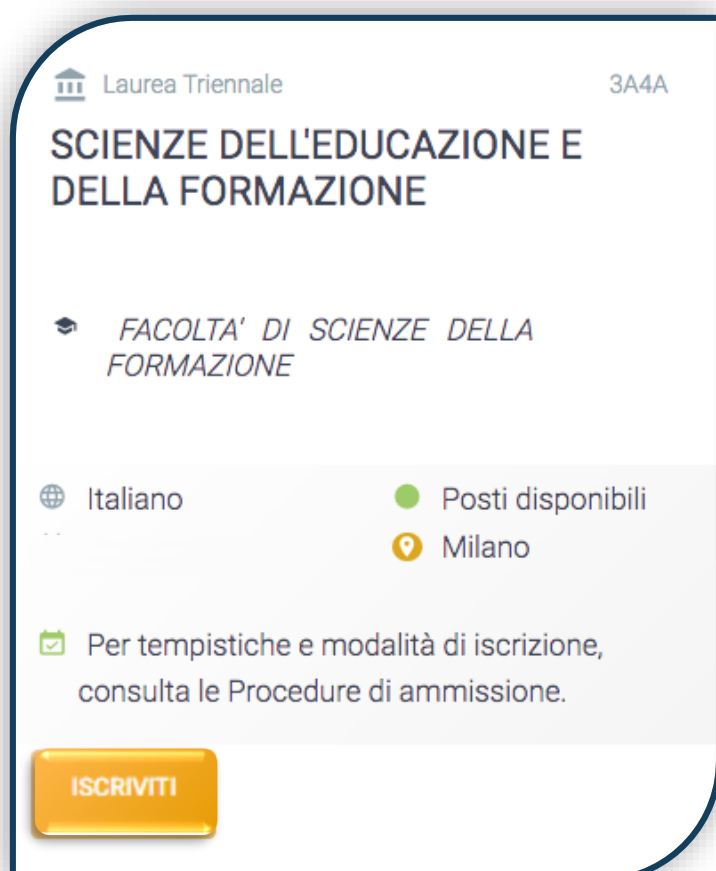 Laurea Triennale 3A4A
SCIENZE DELL'EDUCAZIONE E
DELLA FORMAZIONE
FACOLTA' DI SCIENZE DELLA
FORMAZIONE
Italiano Posti disponibili
Milano
Per tempistiche e modalità di iscrizione,
consulta le Procedure di ammissione.
ISCRIVITI